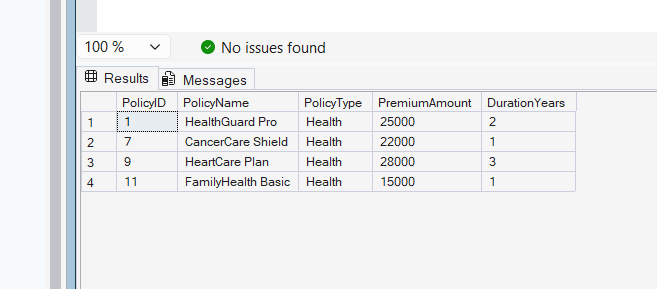 100 %
No issues found
Results Messages
PolicyID PolicyName PolicyType PremiumAmount DurationYears
1 1 HealthGuard Pro Health 25000 2
2 7 CancerCare Shield Health 22000 1
3 9 HeartCare Plan Health 28000 3
4 11 FamilyHealth Basic Health 15000 1